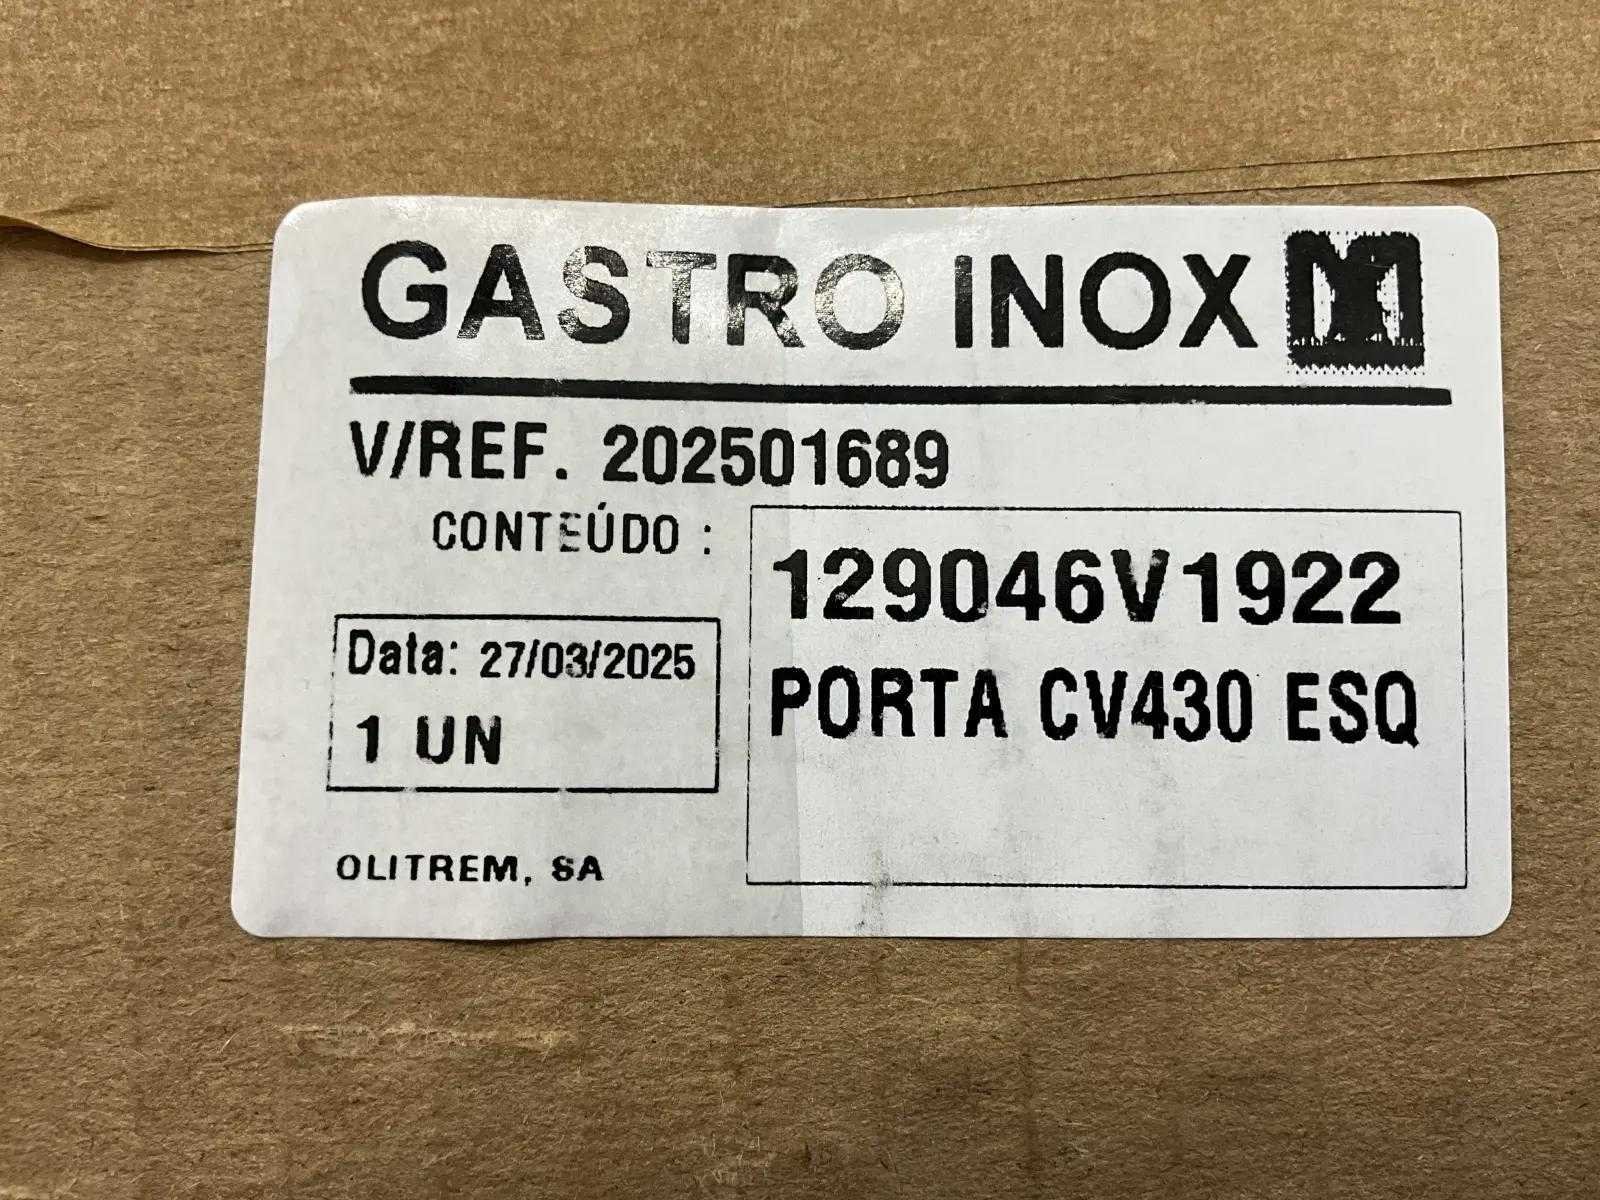 GASTRO INOX
V/REF. 202501689
CONTEÚDO :
129046V1922
PORTA CV430 ESQ
Data: 27/03/2025
1 UN
OLITREM, SA